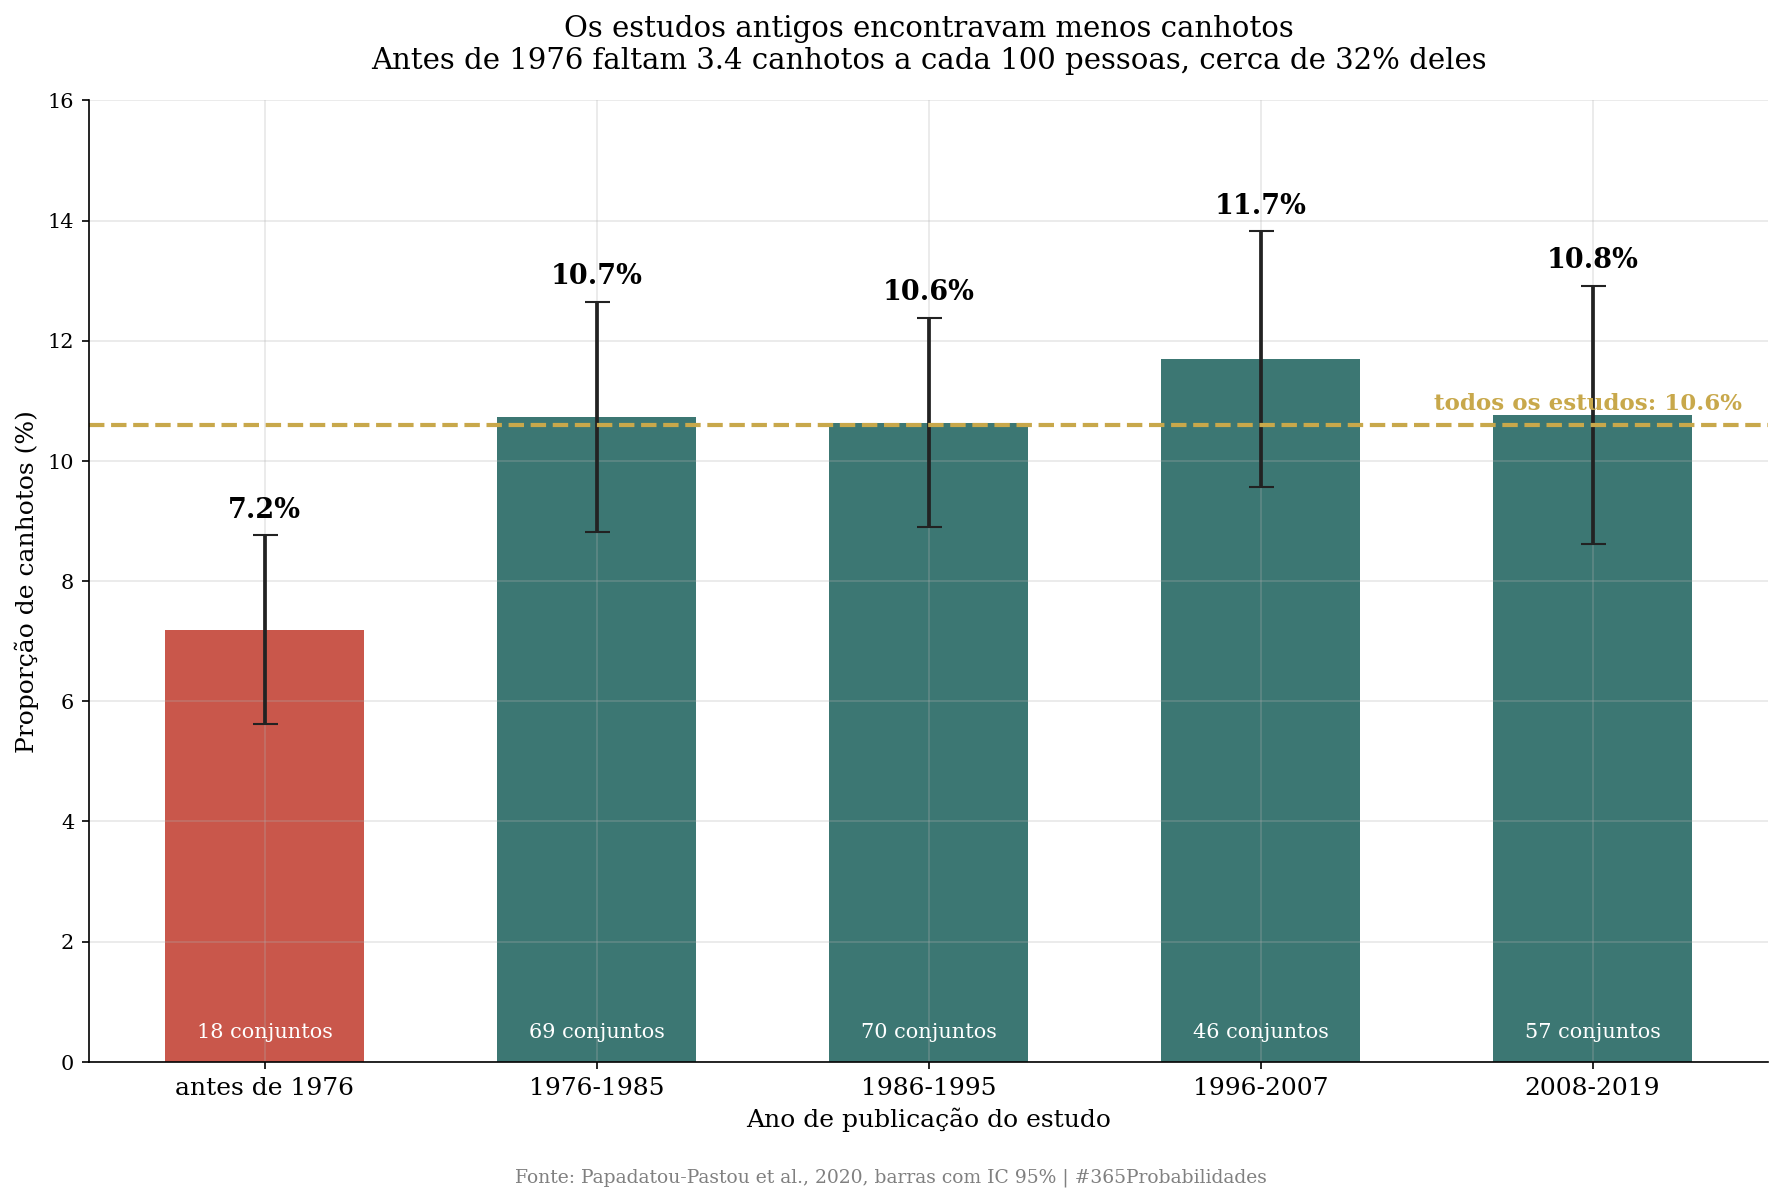 Os estudos antigos encontravam menos canhotos
Antes de 1976 faltam 3.4 canhotos a cada 100 pessoas, cerca de 32% deles
16
14
12
10
8
6
4
2
0
Proporção de canhotos (%)
7.2%
10.7%
10.6%
11.7%
10.8%
todos os estudos: 10.6%
18 conjuntos
69 conjuntos
70 conjuntos
46 conjuntos
57 conjuntos
antes de 1976
1976-1985
1986-1995
1996-2007
2008-2019
Ano de publicação do estudo
Fonte: Papadatou-Pastou et al., 2020, barras com IC 95% | #365Probabilidades